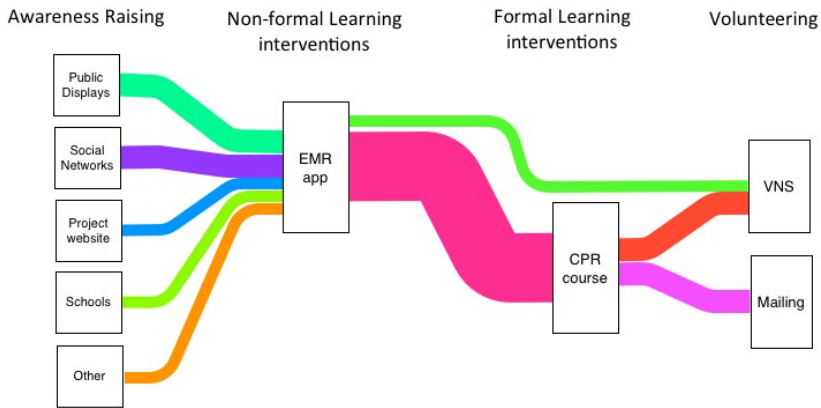 Awareness Raising
Non-formal Learning
interventions
Formal Learning
interventions
Volunteering
Public
Displays
Social
Networks
Project
website
Schools
Other
EMR
app
CPR
course
VNS
Mailing